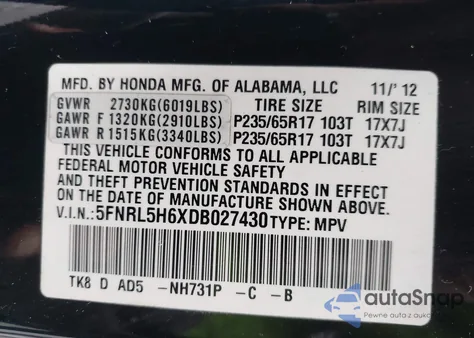 MFD. BY HONDA MFG. OF ALABAMA, LLC 11/' 12
GVWR 2730KG(6019LBS) TIRE SIZE RIM SIZE
GAWR F 1320KG(2910LBS) P235/65R17 103T 17X7J
GAWR R 1515KG(3340LBS) P235/65R17 103T 17X7J
THIS VEHICLE CONFORMS TO ALL APPLICABLE
FEDERAL MOTOR VEHICLE SAFETY
AND THEFT PREVENTION STANDARDS IN EFFECT
ON THE DATE OF MANUFACTURE SHOWN ABOVE.
V.I.N.:5FNRL5H6XDB027430 TYPE: MPV
TK8 D AD5 -NH731P -C -B
autoSnap
Pewne auta z aukcji